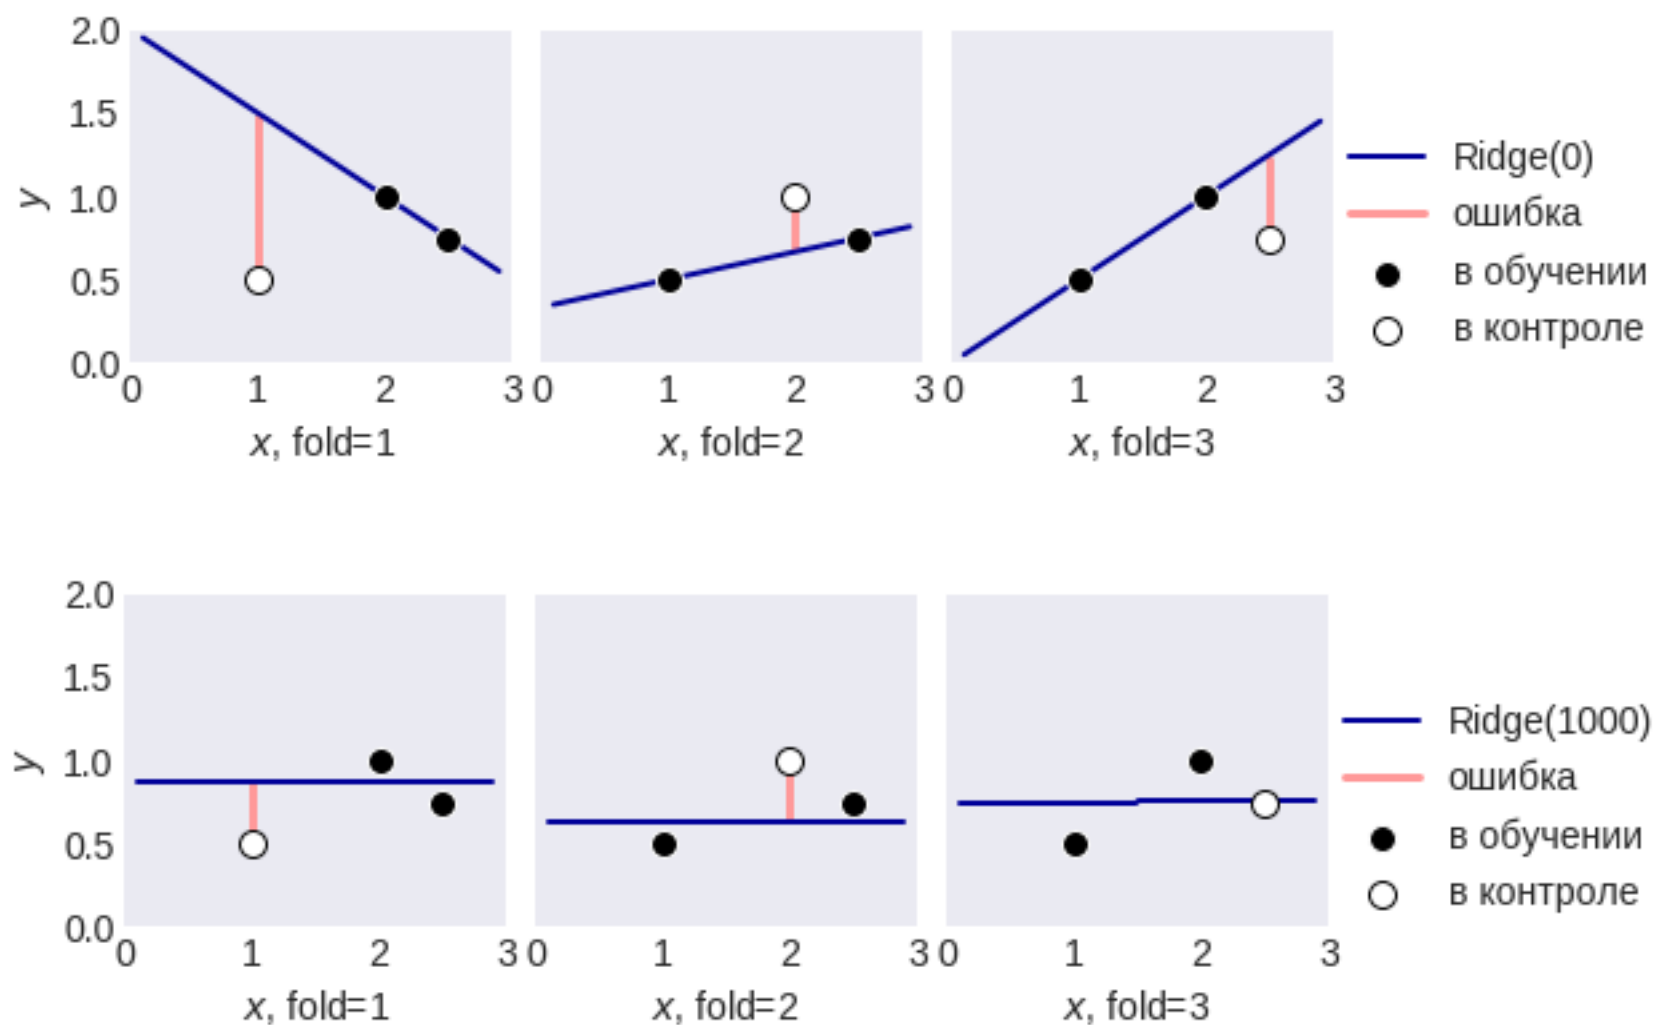 2.0
1.5
1.0
0.5
0.0
y
0 1 2 3 0 1 2 3 0 1 2 3
x, fold=1 x, fold=2 x, fold=3
Ridge(0)
ошибка
в обучении
в контроле
2.0
1.5
1.0
0.5
0.0
y
0 1 2 3 0 1 2 3 0 1 2 3
x, fold=1 x, fold=2 x, fold=3
Ridge(1000)
ошибка
в обучении
в контроле